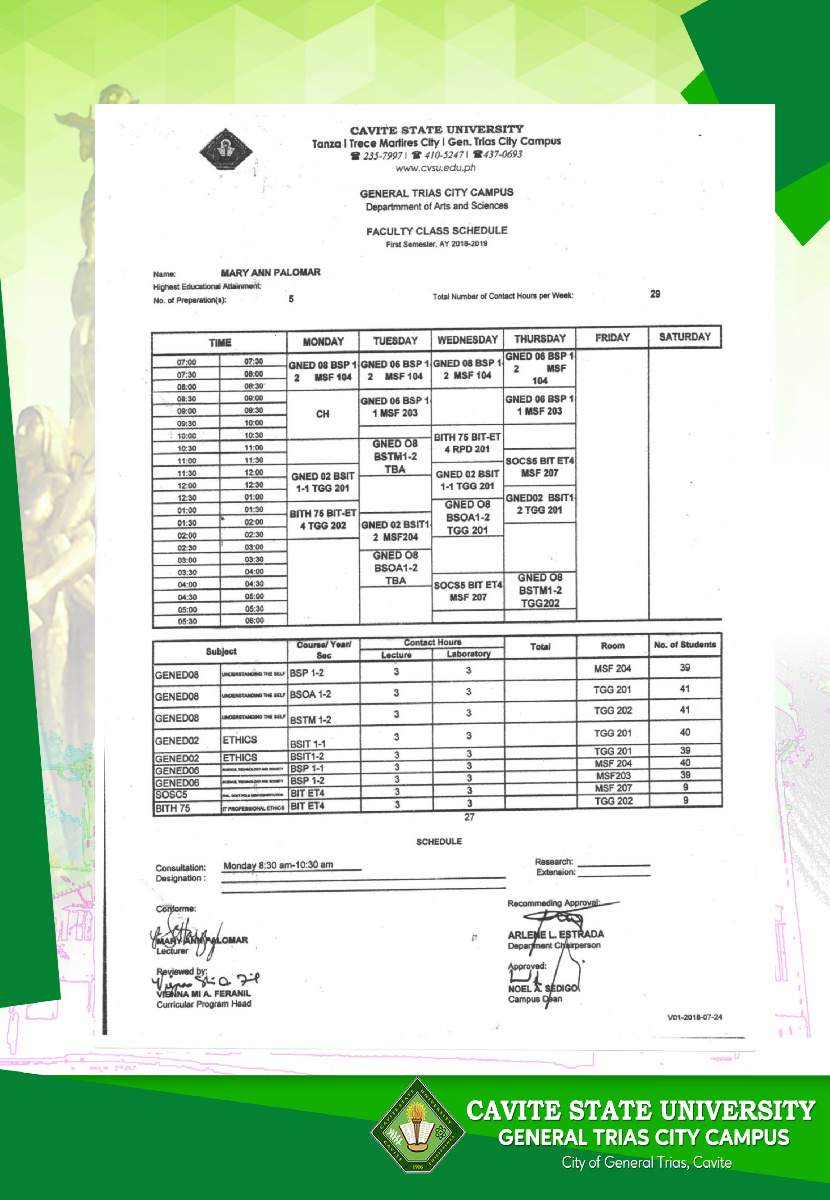 CAVITE STATE UNIVERSITY
Tanza | Trece Martires City | Gen. Trias City Campus
☎ 235-7997 | ☎ 410-5247 | ☎437-0693
www.cvsu.edu.ph
GENERAL TRIAS CITY CAMPUS
Departmment of Arts and Sciences
FACULTY CLASS SCHEDULE
First Semester, AY 2018-2019
Name: MARY ANN PALOMAR
Highest Educational Attainment:
No. of Preparation(s): 5 Total Number of Contact Hours per Week: 29
TIME MONDAY TUESDAY WEDNESDAY THURSDAY FRIDAY SATURDAY
07:00 07:30
07:30 08:00
08:00 08:30
08:30 09:00
09:00 09:30
09:30 10:00
10:00 10:30
10:30 11:00
11:00 11:30
11:30 12:00
12:00 12:30
12:30 01:00
01:00 01:30
01:30 02:00
02:00 02:30
02:30 03:00
03:00 03:30
03:30 04:00
04:00 04:30
04:30 05:00
05:00 05:30
05:30 06:00
GNED 08 BSP 1
2 MSF 104
CH
GNED 02 BSIT
1-1 TGG 201
BITH 75 BIT-ET
4 TGG 202
GNED 06 BSP 1
2 MSF 104
GNED 06 BSP 1
1 MSF 203
GNED O8
BSTM1-2
TBA
GNED 02 BSIT1
2 MSF204
GNED O8
BSOA1-2
TBA
GNED 08 BSP 1
2 MSF 104
BITH 75 BIT-ET
4 RPD 201
GNED 02 BSIT
1-1 TGG 201
GNED O8
BSOA1-2
TGG 201
SOCS5 BIT ET4
MSF 207
GNED 06 BSP 1
2 MSF
104
GNED 06 BSP 1
1 MSF 203
SOCS5 BIT ET4
MSF 207
GNED02 BSIT1
2 TGG 201
GNED O8
BSTM1-2
TGG202
Subject Course/ Year/ Sec Contact Hours Total Room No. of Students
Lecture Laboratory
GENED08 UNDERSTANDING THE SELF BSP 1-2 3 3 MSF 204 39
GENED08 UNDERSTANDING THE SELF BSOA 1-2 3 3 TGG 201 41
GENED08 UNDERSTANDING THE SELF BSTM 1-2 3 3 TGG 202 41
GENED02 ETHICS BSIT 1-1 3 3 TGG 201 40
GENED02 ETHICS BSIT1-2 3 3 TGG 201 39
GENED06 SCIENCE, TECHNOLOGY AND SOCIETY BSP 1-1 3 3 MSF 204 40
GENED06 SCIENCE, TECHNOLOGY AND SOCIETY BSP 1-2 3 3 MSF203 39
SOSC5 BIT ET4 3 3 MSF 207 9
BITH 75 IT PROFESSIONAL ETHICS BIT ET4 3 3 TGG 202 9
27
SCHEDULE
Consultation: Monday 8:30 am-10:30 am Research:
Designation : Extension:
Conforme: Recommeding Approval:
MARY ANN PALOMAR ARLENE L. ESTRADA
Lecturer Department Chairperson
Reviewed by: Approved:
VIENNA MI A. FERANIL NOEL A. SEDIGO
Curricular Program Head Campus Dean
V01-2018-07-24
CAVITE STATE UNIVERSITY
GENERAL TRIAS CITY CAMPUS
City of General Trias, Cavite
1906